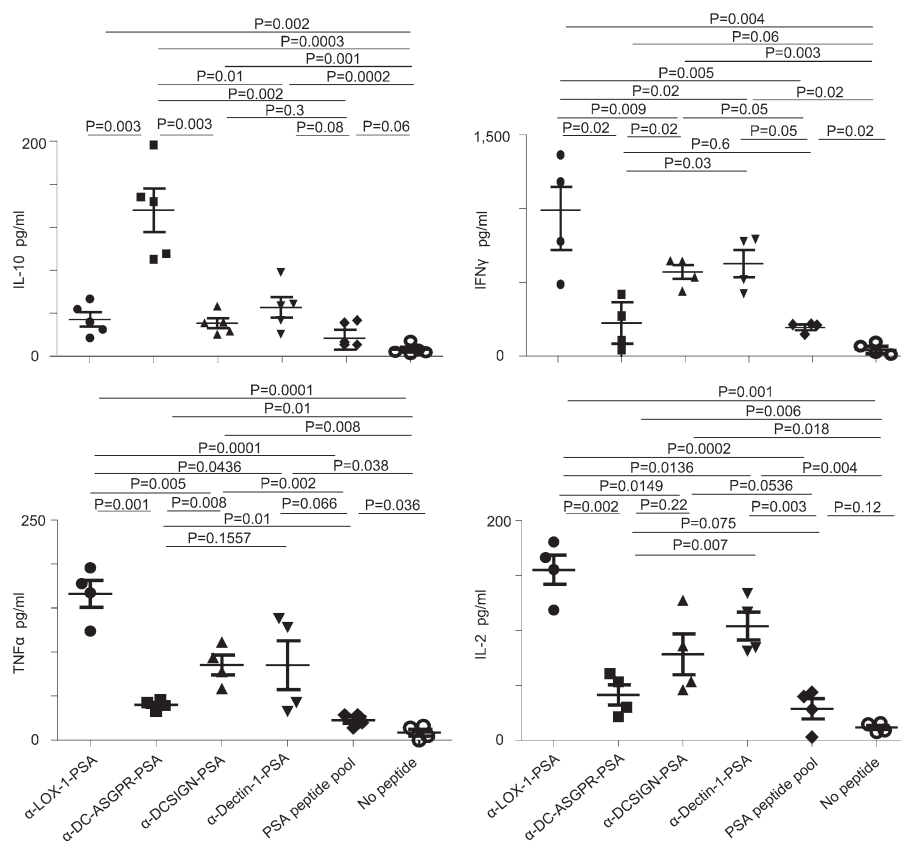 P=0.002
P=0.0003
P=0.001
P=0.01 P=0.0002
P=0.002
P=0.3
P=0.003 P=0.003 P=0.08 P=0.06
200
IL-10 pg/ml
0
P=0.004
P=0.06
P=0.003
P=0.005
P=0.02 P=0.02
P=0.009 P=0.05
P=0.02 P=0.02 P=0.05 P=0.02
P=0.6
P=0.03
1,500
IFNγ pg/ml
0
P=0.0001
P=0.01
P=0.008
P=0.0001
P=0.0436 P=0.038
P=0.005 P=0.002
P=0.001 P=0.008 P=0.066 P=0.036
P=0.01
P=0.1557
250
TNFα pg/ml
0
α-LOX-1-PSA
α-DC-ASGPR-PSA
α-DCSIGN-PSA
α-Dectin-1-PSA
PSA peptide pool
No peptide
P=0.001
P=0.006
P=0.018
P=0.0002
P=0.0136 P=0.004
P=0.0149 P=0.0536
P=0.002 P=0.22 P=0.003 P=0.12
P=0.075
P=0.007
200
IL-2 pg/ml
0
α-LOX-1-PSA
α-DC-ASGPR-PSA
α-DCSIGN-PSA
α-Dectin-1-PSA
PSA peptide pool
No peptide